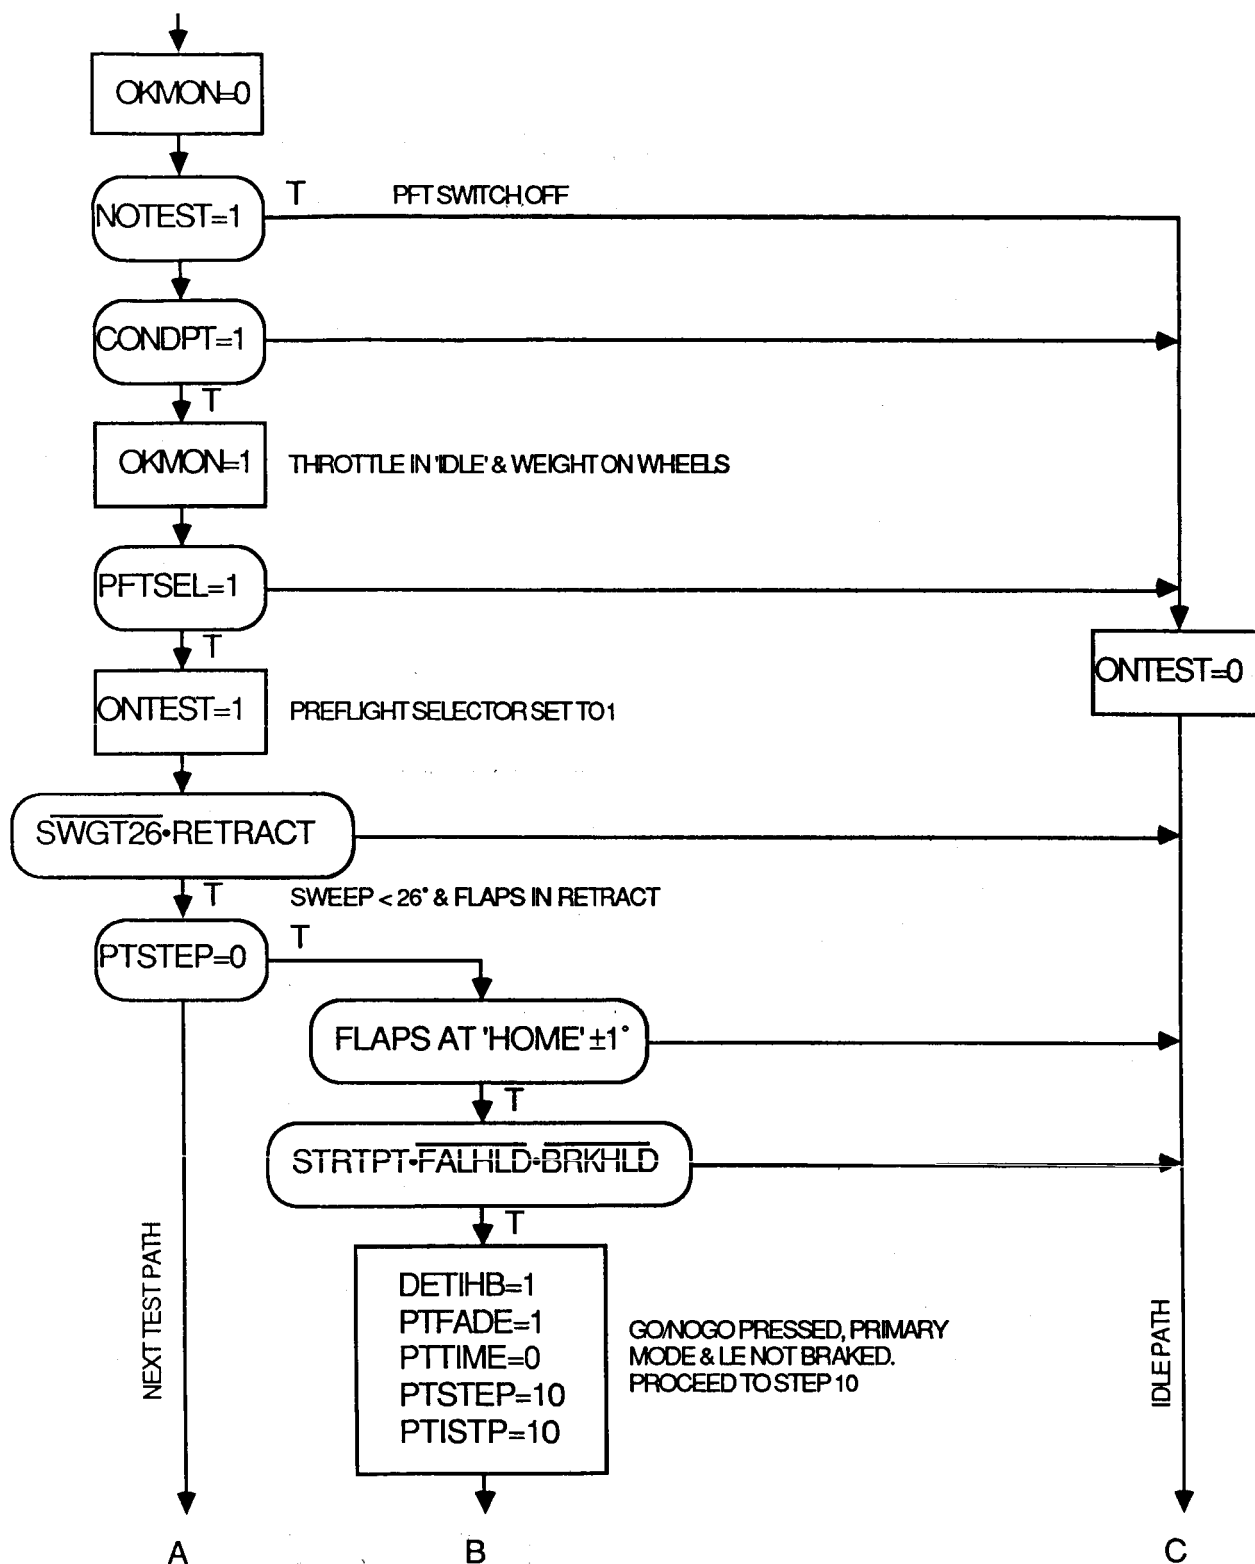 OKMON=0
NOTEST=1
T
PFT SWITCH OFF
CONDPT=1
T
OKMON=1
THROTTLE IN 'IDLE' & WEIGHT ON WHEELS
PFTSEL=1
T
ONTEST=0
ONTEST=1
PREFLIGHT SELECTOR SET TO 1
S̅W̅G̅T̅2̅6̅•RETRACT
T
SWEEP < 26° & FLAPS IN RETRACT
PTSTEP=0
T
FLAPS AT 'HOME' ±1°
T
STRTPT•F̅A̅L̅H̅L̅D̅•B̅R̅K̅H̅L̅D̅
T
NEXT TEST PATH
DETIHB=1
PTFADE=1
PTTIME=0
PTSTEP=10
PTISTP=10
GO/NOGO PRESSED, PRIMARY
MODE & LE NOT BRAKED.
PROCEED TO STEP 10
IDLE PATH
A
B
C